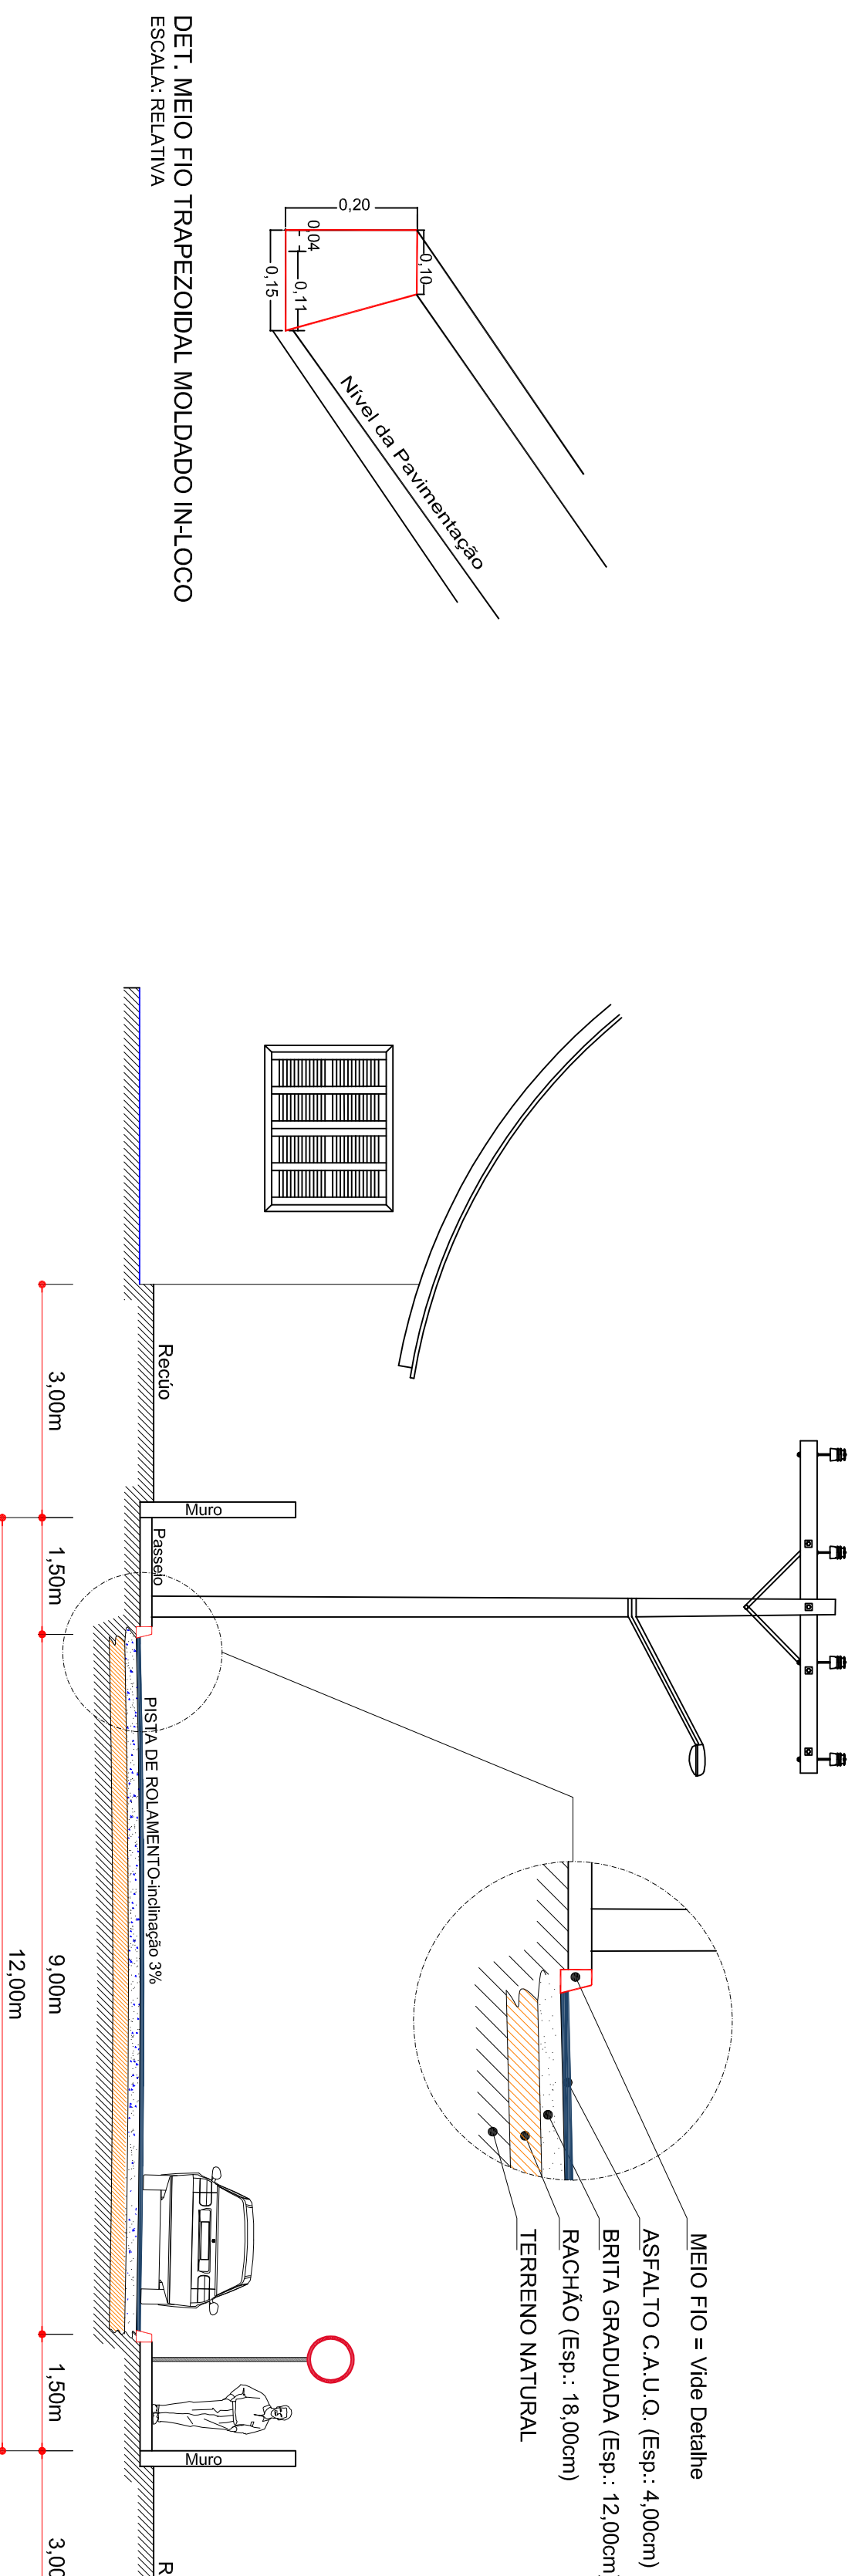 0,20
0,04
0,10
0,11
0,15
Nível da Pavimentação
DET. MEIO FIO TRAPEZOIDAL MOLDADO IN-LOCO
ESCALA: RELATIVA
MEIO FIO = Vide Detalhe
ASFALTO C.A.U.Q. (Esp.: 4,00cm)
BRITA GRADUADA (Esp.: 12,00cm
RACHÃO (Esp.: 18,00cm)
TERRENO NATURAL
Muro
Muro
Recúo
Passeio
PISTA DE ROLAMENTO-inclinação 3%
R
3,00m
1,50m
9,00m
1,50m
3,00
12,00m